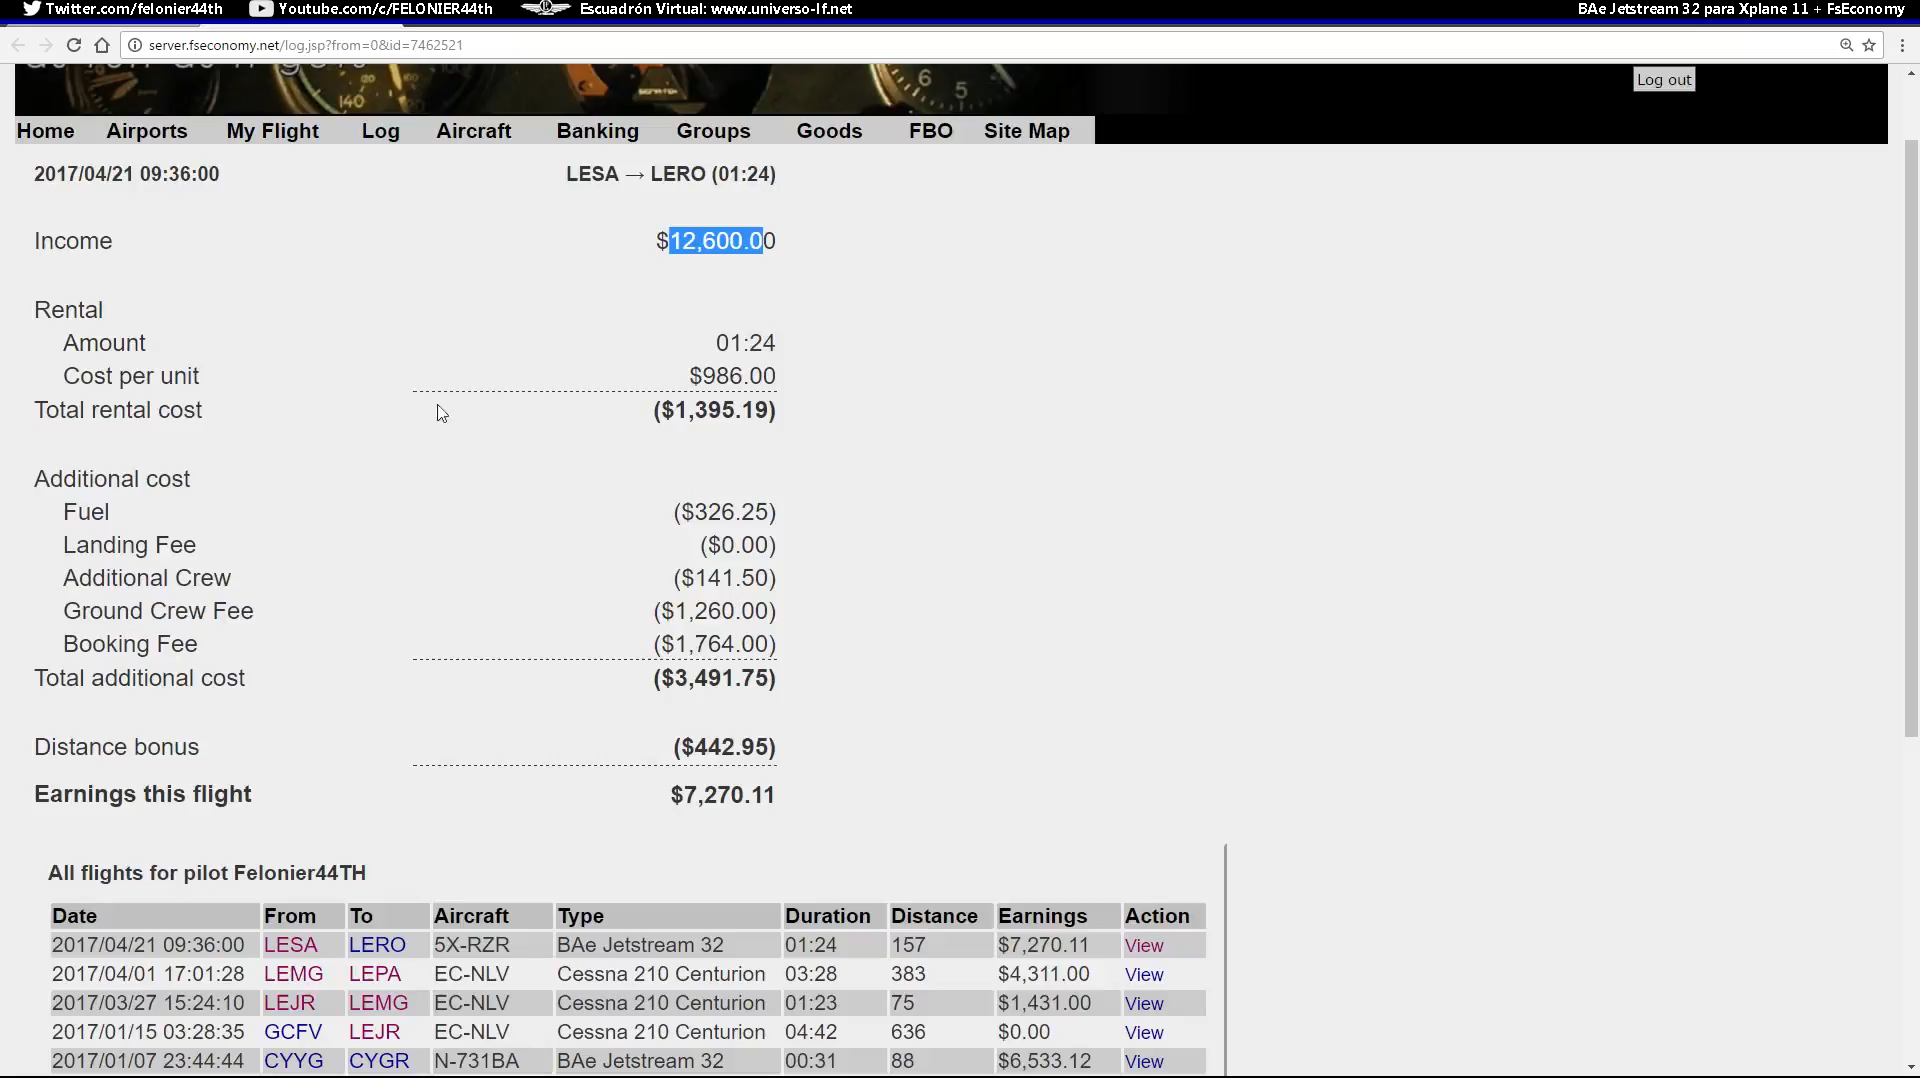 Twitter.com/felonier44th Youtube.com/c/FELONIER44th Escuadrón Virtual: www.universo-lf.net BAe Jetstream 32 para Xplane 11 + FsEconomy
server.fseconomy.net/log.jsp?from=0&id=7462521
120
140
6
5
Log out
Home Airports My Flight Log Aircraft Banking Groups Goods FBO Site Map
2017/04/21 09:36:00 LESA → LERO (01:24)
Income $12,600.00
Rental
Amount 01:24
Cost per unit $986.00
Total rental cost ($1,395.19)
Additional cost
Fuel ($326.25)
Landing Fee ($0.00)
Additional Crew ($141.50)
Ground Crew Fee ($1,260.00)
Booking Fee ($1,764.00)
Total additional cost ($3,491.75)
Distance bonus ($442.95)
Earnings this flight $7,270.11
All flights for pilot Felonier44TH
Date From To Aircraft Type Duration Distance Earnings Action
2017/04/21 09:36:00 LESA LERO 5X-RZR BAe Jetstream 32 01:24 157 $7,270.11 View
2017/04/01 17:01:28 LEMG LEPA EC-NLV Cessna 210 Centurion 03:28 383 $4,311.00 View
2017/03/27 15:24:10 LEJR LEMG EC-NLV Cessna 210 Centurion 01:23 75 $1,431.00 View
2017/01/15 03:28:35 GCFV LEJR EC-NLV Cessna 210 Centurion 04:42 636 $0.00 View
2017/01/07 23:44:44 CYYG CYGR N-731BA BAe Jetstream 32 00:31 88 $6,533.12 View